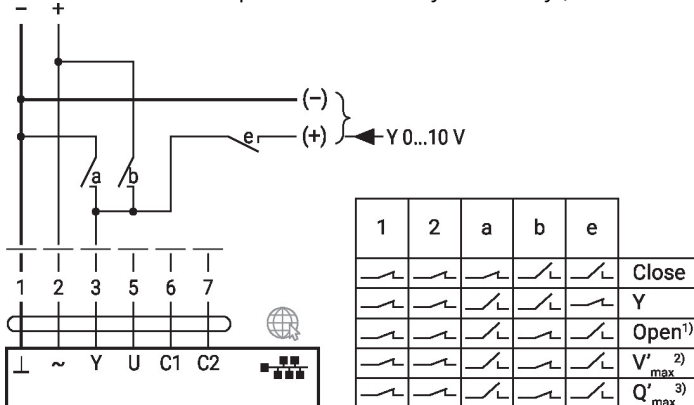 − +
(−)
e (+) Y 0...10 V
a b
1 2 3 5 6 7
⊥ ~ Y U C1 C2
1 2 a b e
Close
Y
Open1)
V'max 2)
Q'max 3)